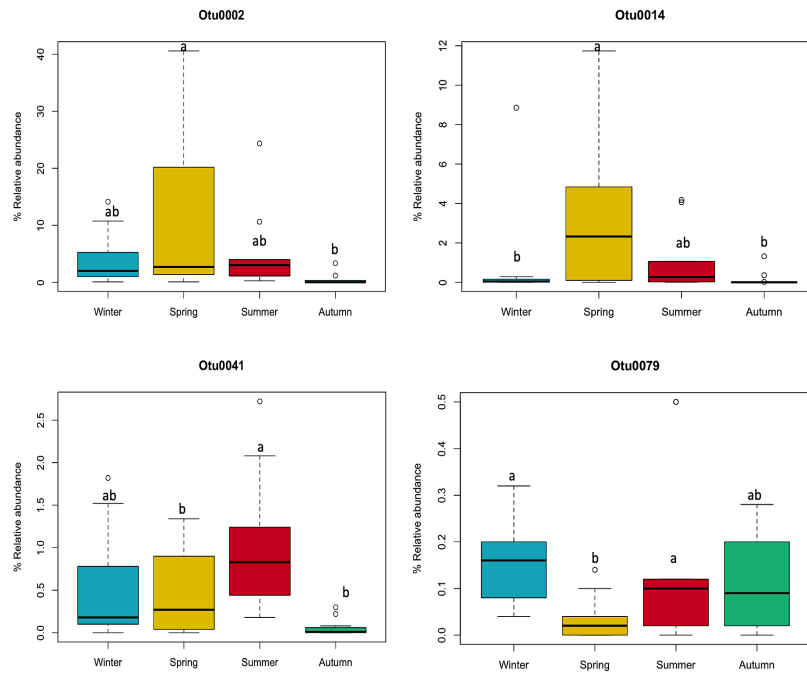 Otu0002
% Relative abundance
40
30
20
10
0
ab
a
ab
b
Winter Spring Summer Autumn
Otu0014
% Relative abundance
12
10
8
6
4
2
0
b
a
ab
b
Winter Spring Summer Autumn
Otu0041
% Relative abundance
2.5
2.0
1.5
1.0
0.5
0.0
ab
b
a
b
Winter Spring Summer Autumn
Otu0079
% Relative abundance
0.5
0.4
0.3
0.2
0.1
0.0
a
b
a
ab
Winter Spring Summer Autumn